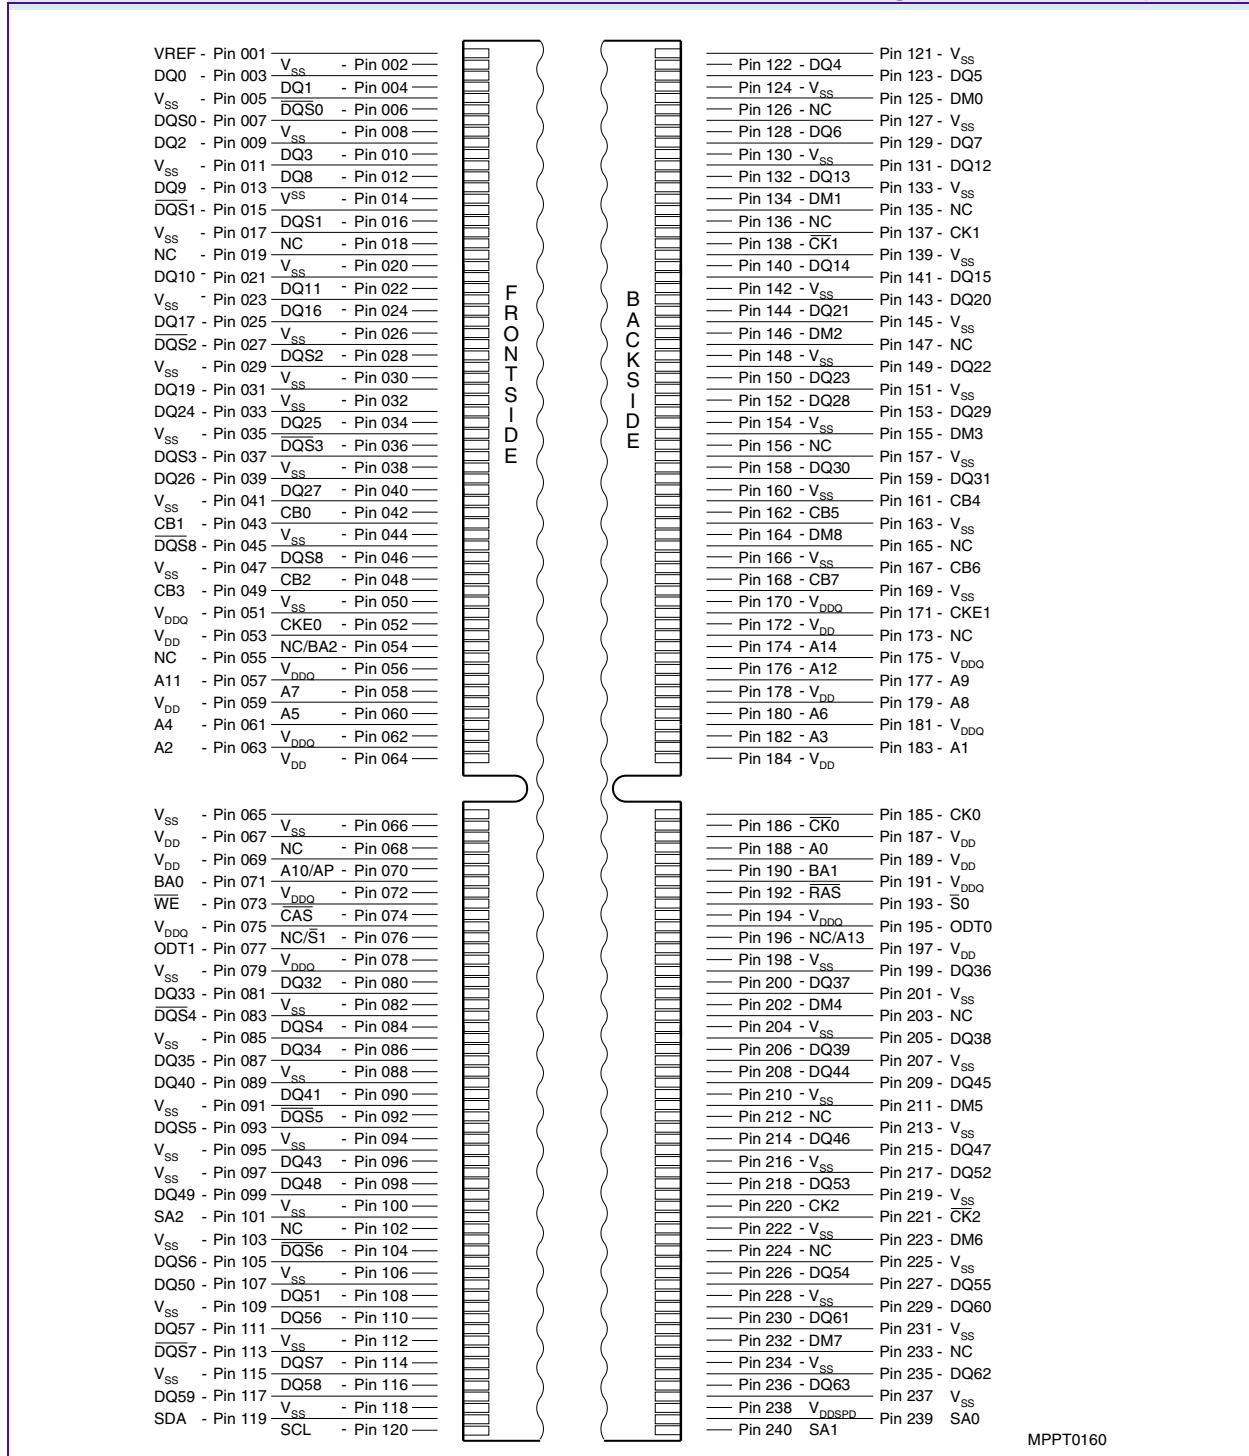 VREF - Pin 001
VSS - Pin 002
DQ0 - Pin 003
DQ1 - Pin 004
VSS - Pin 005
DQS0 - Pin 006
DQS0 - Pin 007
VSS - Pin 008
DQ2 - Pin 009
DQ3 - Pin 010
VSS - Pin 011
DQ8 - Pin 012
DQ9 - Pin 013
VSS - Pin 014
DQS1 - Pin 015
DQS1 - Pin 016
VSS - Pin 017
NC - Pin 018
NC - Pin 019
VSS - Pin 020
DQ10 - Pin 021
DQ11 - Pin 022
VSS - Pin 023
DQ16 - Pin 024
DQ17 - Pin 025
VSS - Pin 026
DQS2 - Pin 027
DQS2 - Pin 028
VSS - Pin 029
VSS - Pin 030
DQ19 - Pin 031
VSS - Pin 032
DQ24 - Pin 033
DQ25 - Pin 034
VSS - Pin 035
DQS3 - Pin 036
DQS3 - Pin 037
VSS - Pin 038
DQ26 - Pin 039
DQ27 - Pin 040
VSS - Pin 041
CB0 - Pin 042
CB1 - Pin 043
VSS - Pin 044
DQS8 - Pin 045
DQS8 - Pin 046
VSS - Pin 047
CB2 - Pin 048
CB3 - Pin 049
VSS - Pin 050
VDDQ - Pin 051
CKE0 - Pin 052
VDD - Pin 053
NC/BA2 - Pin 054
NC - Pin 055
VDDQ - Pin 056
A11 - Pin 057
A7 - Pin 058
VDD - Pin 059
A5 - Pin 060
A4 - Pin 061
VDDQ - Pin 062
A2 - Pin 063
VDD - Pin 064
VSS - Pin 065
VSS - Pin 066
VDD - Pin 067
NC - Pin 068
VDD - Pin 069
A10/AP - Pin 070
BA0 - Pin 071
VDDQ - Pin 072
WE - Pin 073
CAS - Pin 074
VDDQ - Pin 075
NC/S1 - Pin 076
ODT1 - Pin 077
VDDQ - Pin 078
VSS - Pin 079
DQ32 - Pin 080
DQ33 - Pin 081
VSS - Pin 082
DQS4 - Pin 083
DQS4 - Pin 084
VSS - Pin 085
DQ34 - Pin 086
DQ35 - Pin 087
VSS - Pin 088
DQ40 - Pin 089
DQ41 - Pin 090
VSS - Pin 091
DQS5 - Pin 092
DQS5 - Pin 093
VSS - Pin 094
VSS - Pin 095
DQ43 - Pin 096
VSS - Pin 097
DQ48 - Pin 098
DQ49 - Pin 099
VSS - Pin 100
SA2 - Pin 101
NC - Pin 102
VSS - Pin 103
DQS6 - Pin 104
DQS6 - Pin 105
VSS - Pin 106
DQ50 - Pin 107
DQ51 - Pin 108
VSS - Pin 109
DQ56 - Pin 110
DQ57 - Pin 111
VSS - Pin 112
DQS7 - Pin 113
DQS7 - Pin 114
VSS - Pin 115
DQ58 - Pin 116
DQ59 - Pin 117
VSS - Pin 118
SDA - Pin 119
SCL - Pin 120
FRONTSIDE
BACKSIDE
Pin 121 - VSS
Pin 122 - DQ4
Pin 123 - DQ5
Pin 124 - VSS
Pin 125 - DM0
Pin 126 - NC
Pin 127 - VSS
Pin 128 - DQ6
Pin 129 - DQ7
Pin 130 - VSS
Pin 131 - DQ12
Pin 132 - DQ13
Pin 133 - VSS
Pin 134 - DM1
Pin 135 - NC
Pin 136 - NC
Pin 137 - CK1
Pin 138 - CK1
Pin 139 - VSS
Pin 140 - DQ14
Pin 141 - DQ15
Pin 142 - VSS
Pin 143 - DQ20
Pin 144 - DQ21
Pin 145 - VSS
Pin 146 - DM2
Pin 147 - NC
Pin 148 - VSS
Pin 149 - DQ22
Pin 150 - DQ23
Pin 151 - VSS
Pin 152 - DQ28
Pin 153 - DQ29
Pin 154 - VSS
Pin 155 - DM3
Pin 156 - NC
Pin 157 - VSS
Pin 158 - DQ30
Pin 159 - DQ31
Pin 160 - VSS
Pin 161 - CB4
Pin 162 - CB5
Pin 163 - VSS
Pin 164 - DM8
Pin 165 - NC
Pin 166 - VSS
Pin 167 - CB6
Pin 168 - CB7
Pin 169 - VSS
Pin 170 - VDDQ
Pin 171 - CKE1
Pin 172 - VDD
Pin 173 - NC
Pin 174 - A14
Pin 175 - VDDQ
Pin 176 - A12
Pin 177 - A9
Pin 178 - VDD
Pin 179 - A8
Pin 180 - A6
Pin 181 - VDDQ
Pin 182 - A3
Pin 183 - A1
Pin 184 - VDD
Pin 185 - CK0
Pin 186 - CK0
Pin 187 - VDD
Pin 188 - A0
Pin 189 - VDD
Pin 190 - BA1
Pin 191 - VDDQ
Pin 192 - RAS
Pin 193 - S0
Pin 194 - VDDQ
Pin 195 - ODT0
Pin 196 - NC/A13
Pin 197 - VDD
Pin 198 - VSS
Pin 199 - DQ36
Pin 200 - DQ37
Pin 201 - VSS
Pin 202 - DM4
Pin 203 - NC
Pin 204 - VSS
Pin 205 - DQ38
Pin 206 - DQ39
Pin 207 - VSS
Pin 208 - DQ44
Pin 209 - DQ45
Pin 210 - VSS
Pin 211 - DM5
Pin 212 - NC
Pin 213 - VSS
Pin 214 - DQ46
Pin 215 - DQ47
Pin 216 - VSS
Pin 217 - DQ52
Pin 218 - DQ53
Pin 219 - VSS
Pin 220 - CK2
Pin 221 - CK2
Pin 222 - VSS
Pin 223 - DM6
Pin 224 - NC
Pin 225 - VSS
Pin 226 - DQ54
Pin 227 - DQ55
Pin 228 - VSS
Pin 229 - DQ60
Pin 230 - DQ61
Pin 231 - VSS
Pin 232 - DM7
Pin 233 - NC
Pin 234 - VSS
Pin 235 - DQ62
Pin 236 - DQ63
Pin 237 VSS
Pin 238 VDDSPD
Pin 239 SA0
Pin 240 SA1
MPPT0160